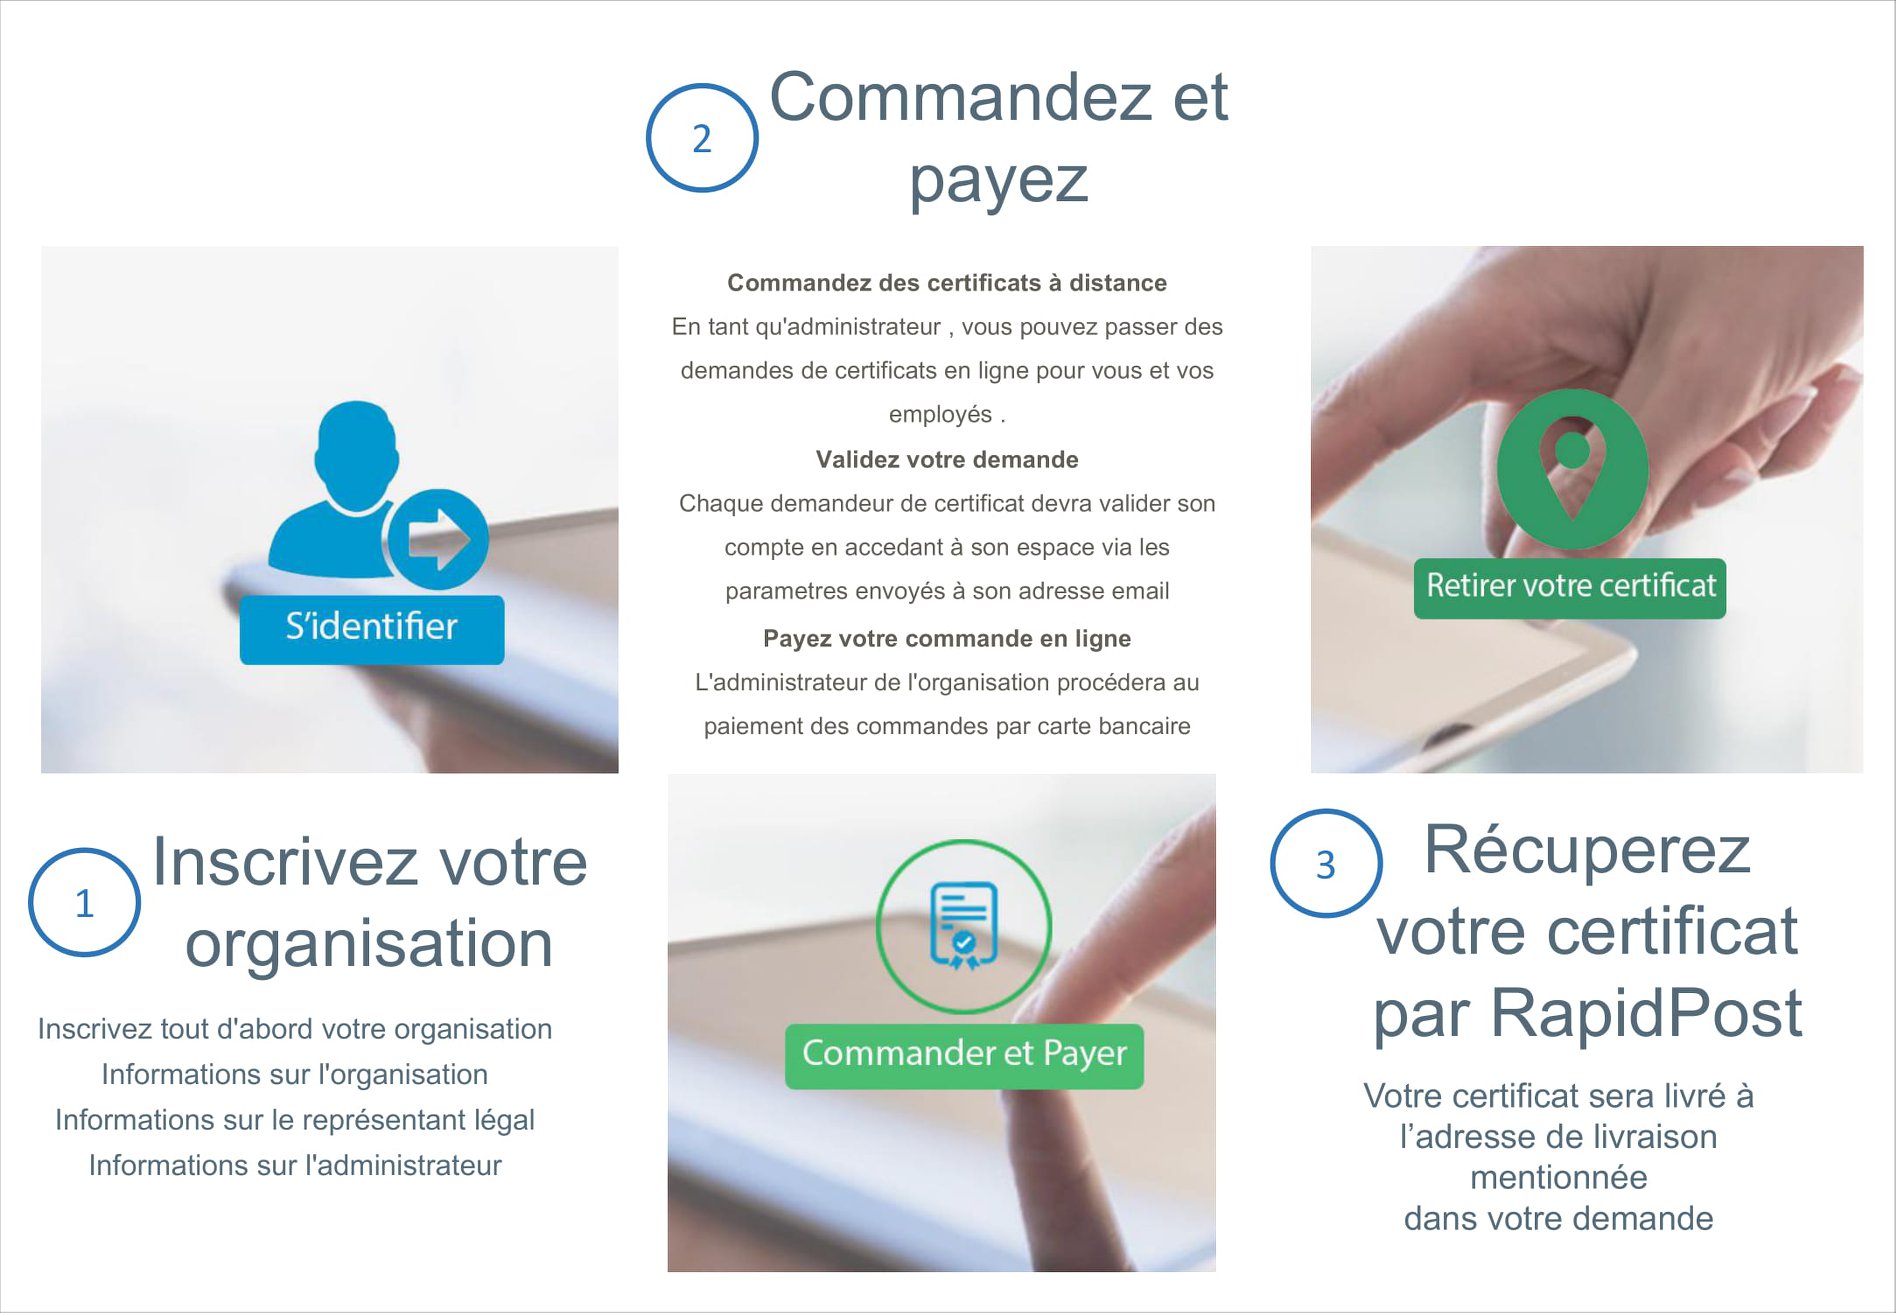 S'identifier
1
Inscrivez votre
organisation
Inscrivez tout d'abord votre organisation
Informations sur l'organisation
Informations sur le représentant légal
Informations sur l'administrateur
2
Commandez et
payez
Commandez des certificats à distance
En tant qu'administrateur , vous pouvez passer des
demandes de certificats en ligne pour vous et vos
employés .
Validez votre demande
Chaque demandeur de certificat devra valider son
compte en accedant à son espace via les
parametres envoyés à son adresse email
Payez votre commande en ligne
L'administrateur de l'organisation procédera au
paiement des commandes par carte bancaire
Commander et Payer
Retirer votre certificat
3
Récuperez
votre certificat
par RapidPost
Votre certificat sera livré à
l’adresse de livraison
mentionnée
dans votre demande